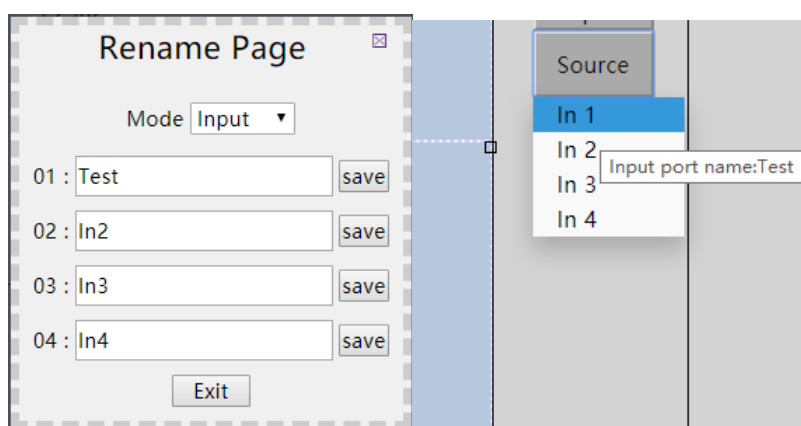 Rename Page
Mode Input
01 : Test save
02 : In2 save
03 : In3 save
04 : In4 save
Exit
Source
In 1
In 2
Input port name:Test
In 3
In 4